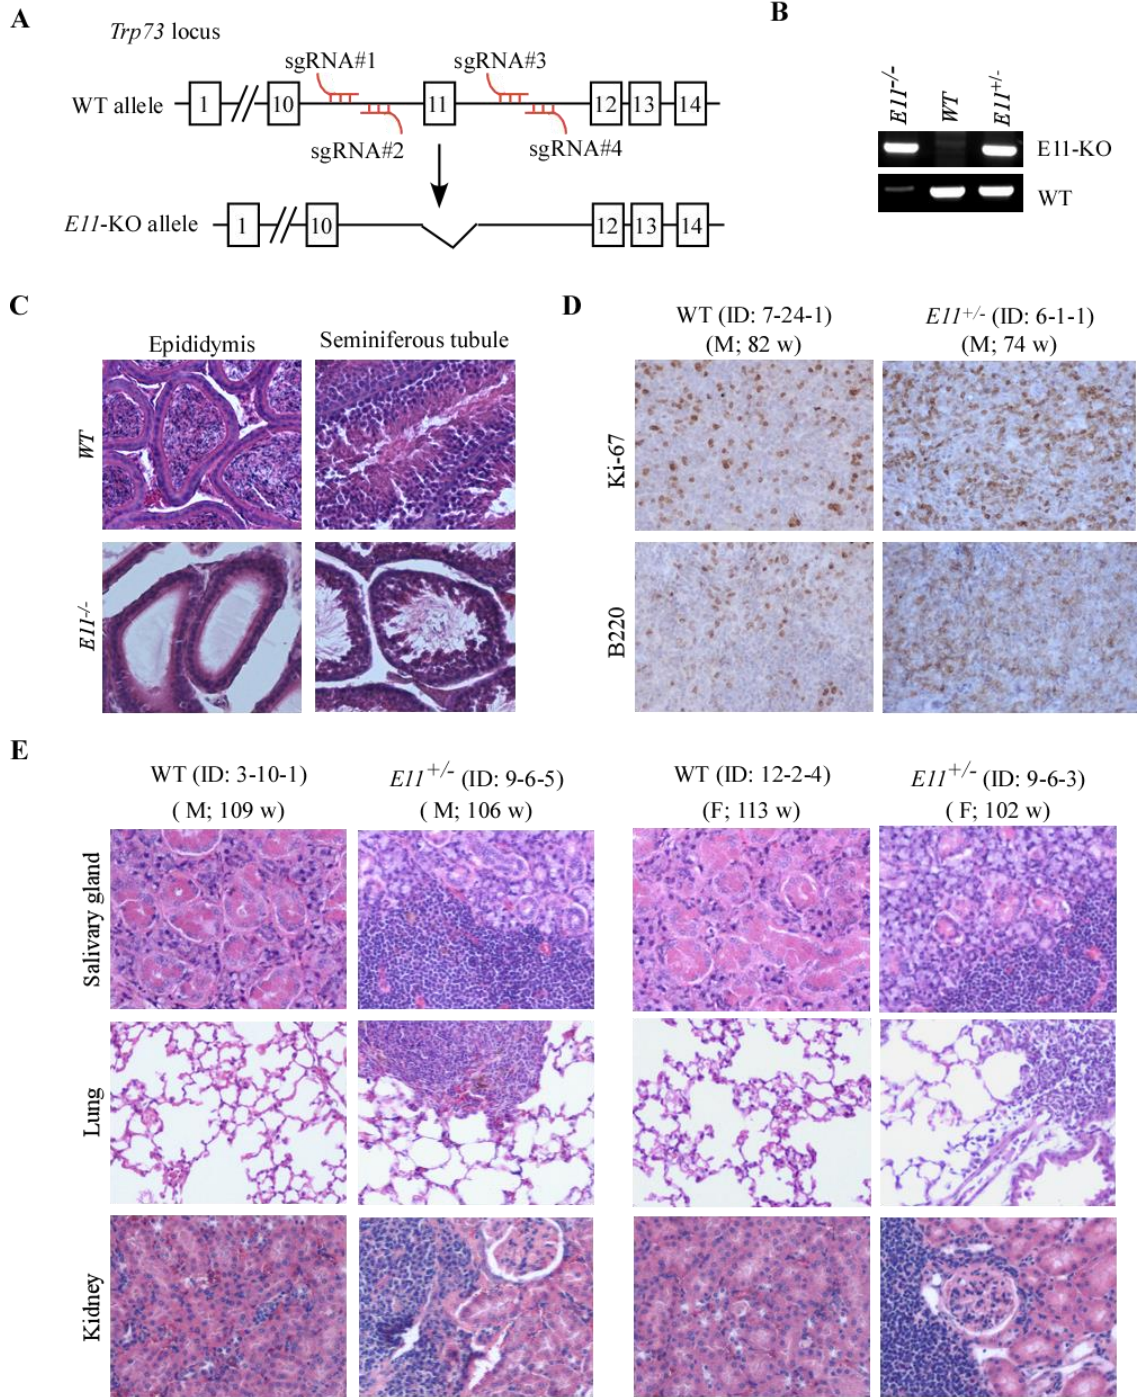 A
Trp73 locus
sgRNA#1
sgRNA#3
WT allele
1
10
11
12
13
14
sgRNA#2
sgRNA#4
E11-KO allele
1
10
12
13
14
B
E11-/-
WT
E11+/-
E11-KO
WT
C
Epididymis
Seminiferous tubule
WT
E11-/-
D
WT (ID: 7-24-1)
(M; 82 w)
E11+/- (ID: 6-1-1)
(M; 74 w)
Ki-67
B220
E
WT (ID: 3-10-1)
( M; 109 w)
E11+/- (ID: 9-6-5)
( M; 106 w)
WT (ID: 12-2-4)
(F; 113 w)
E11+/- (ID: 9-6-3)
( F; 102 w)
Salivary gland
Lung
Kidney